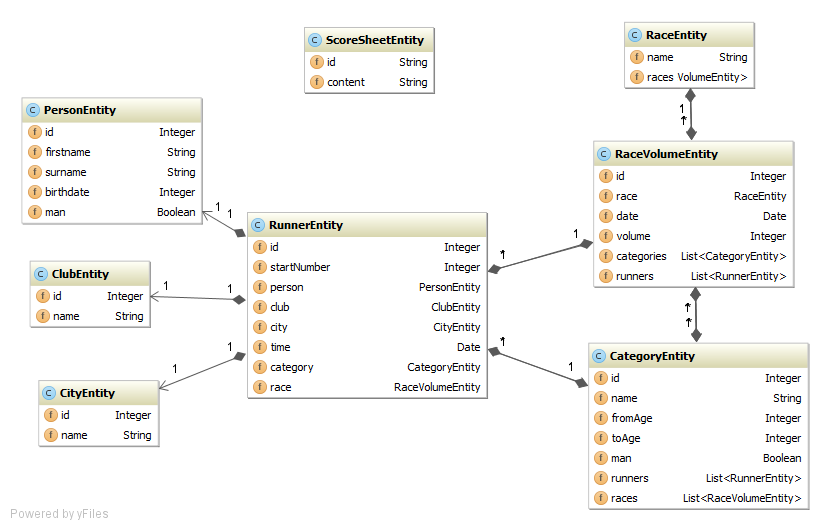 ScoreSheetEntity
id String
content String
RaceEntity
name String
races VolumeEntity>
PersonEntity
id Integer
firstname String
surname String
birthdate Integer
man Boolean
RaceVolumeEntity
id Integer
race RaceEntity
date Date
volume Integer
categories List<CategoryEntity>
runners List<RunnerEntity>
RunnerEntity
id Integer
startNumber Integer
person PersonEntity
club ClubEntity
city CityEntity
time Date
category CategoryEntity
race RaceVolumeEntity
ClubEntity
id Integer
name String
CityEntity
id Integer
name String
CategoryEntity
id Integer
name String
fromAge Integer
toAge Integer
man Boolean
runners List<RunnerEntity>
races List<RaceVolumeEntity>
1
1
1
1
1
1
1
1
1
Powered by yFiles